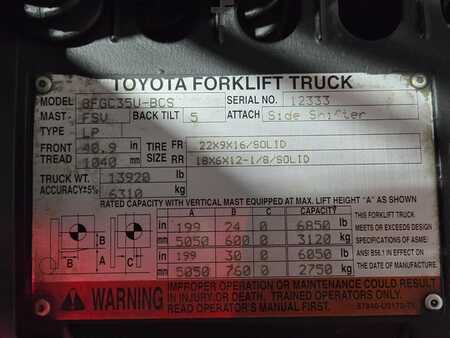 TOYOTA FORKLIFT TRUCK
MODEL 8FGC35U-BCS SERIAL NO. 12333
MAST. FSV BACK TILT 5 ATTACH Side Shifter
TYPE LP
FRONT 40.9 in TIRE FR 22X9X16/SOLID
TREAD 1040 mm SIZE RR 18X6X12-1/8/SOLID
TRUCK WT. 13920 lb
ACCURACY±5% 6310 kg
RATED CAPACITY WITH VERTICAL MAST EQUIPPED AT MAX. LIFT HEIGHT "A" AS SHOWN
A B C CAPACITY THIS FORKLIFT TRUCK
in 199 24 0 6850 lb MEETS OR EXCEEDS DESIGN
mm 5050 600 0 3120 kg SPECIFICATIONS OF ASME/
in 199 30 0 6050 lb ANSI B56.1 IN EFFECT ON
mm 5050 760 0 2750 kg THE DATE OF MANUFACTURE.
B A B C
WARNING IMPROPER OPERATION OR MAINTENANCE COULD RESULT
IN INJURY OR DEATH. TRAINED OPERATORS ONLY.
READ OPERATOR'S MANUAL FIRST.